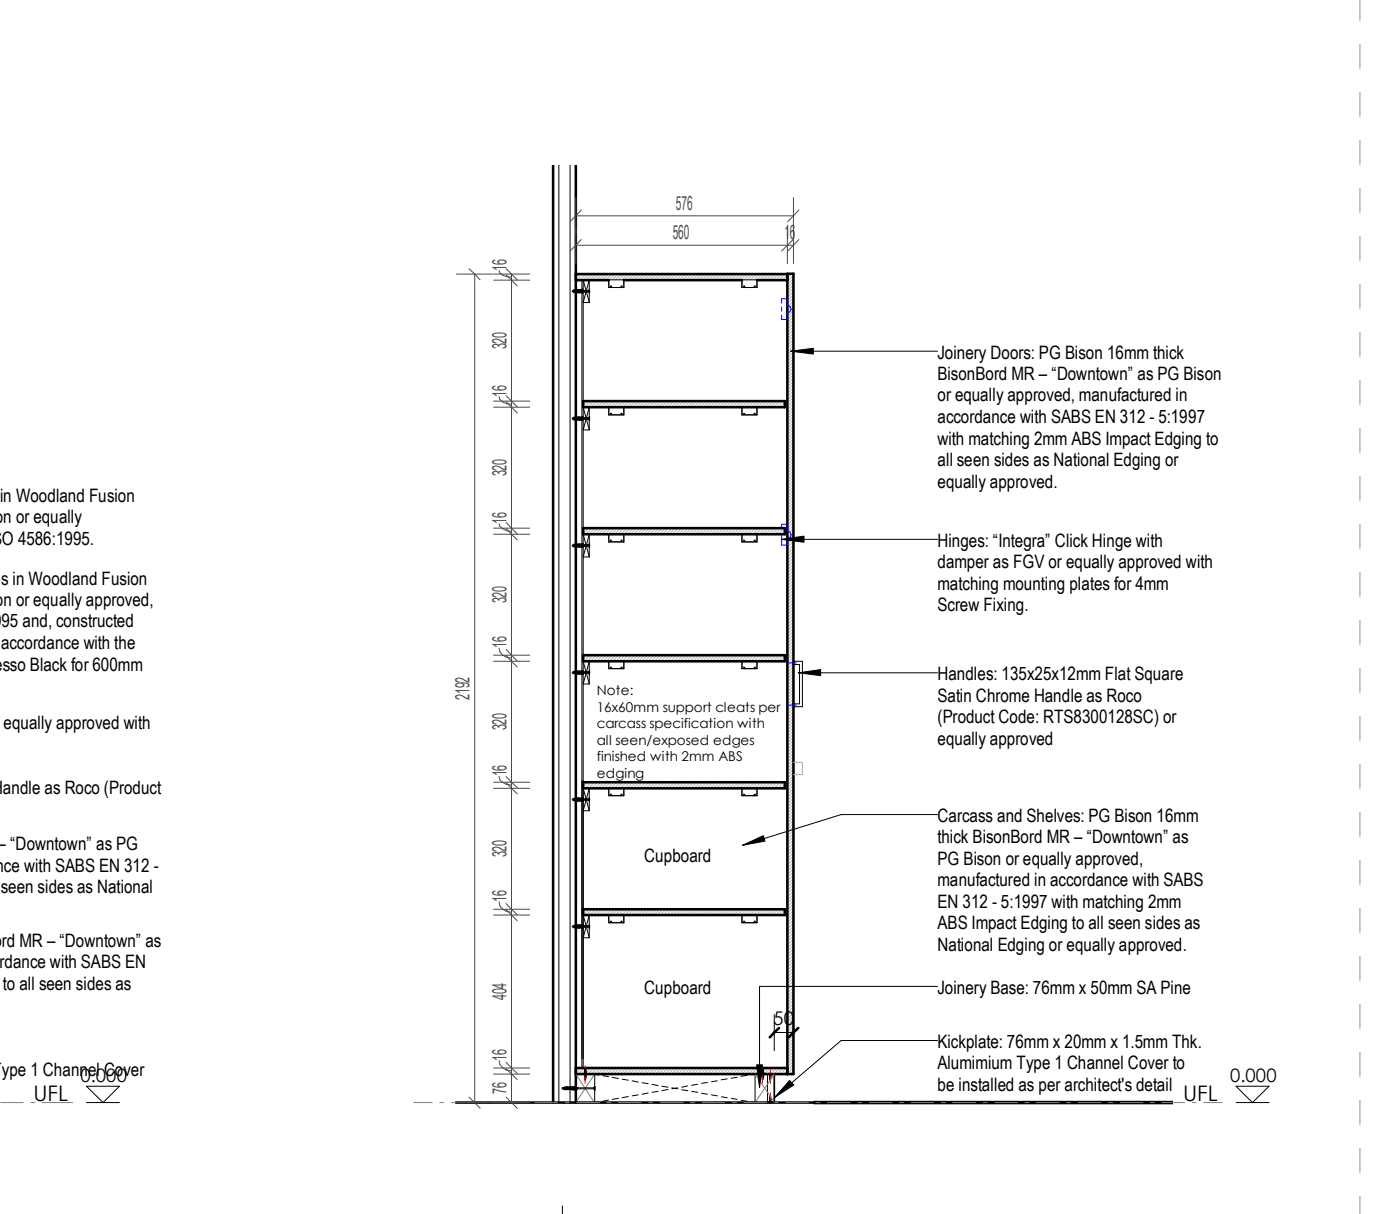 576
560
16
16
320
16
320
16
320
16
320
16
320
16
404
16
76
2192
in Woodland Fusion
on or equally
SO 4586:1995.
s in Woodland Fusion
on or equally approved,
995 and, constructed
accordance with the
esso Black for 600mm
equally approved with
Handle as Roco (Product
– “Downtown” as PG
nce with SABS EN 312 -
seen sides as National
ord MR – “Downtown” as
rdance with SABS EN
to all seen sides as
Type 1 Channel Cover
0.000
UFL
Note:
16x60mm support cleats per
carcass specification with
all seen/exposed edges
finished with 2mm ABS
edging
Cupboard
Cupboard
50
Joinery Doors: PG Bison 16mm thick
BisonBord MR – “Downtown” as PG Bison
or equally approved, manufactured in
accordance with SABS EN 312 - 5:1997
with matching 2mm ABS Impact Edging to
all seen sides as National Edging or
equally approved.
Hinges: “Integra” Click Hinge with
damper as FGV or equally approved with
matching mounting plates for 4mm
Screw Fixing.
Handles: 135x25x12mm Flat Square
Satin Chrome Handle as Roco
(Product Code: RTS8300128SC) or
equally approved
Carcass and Shelves: PG Bison 16mm
thick BisonBord MR – “Downtown” as
PG Bison or equally approved,
manufactured in accordance with SABS
EN 312 - 5:1997 with matching 2mm
ABS Impact Edging to all seen sides as
National Edging or equally approved.
Joinery Base: 76mm x 50mm SA Pine
Kickplate: 76mm x 20mm x 1.5mm Thk.
Alumimium Type 1 Channel Cover to
be installed as per architect's detail
UFL
0.000